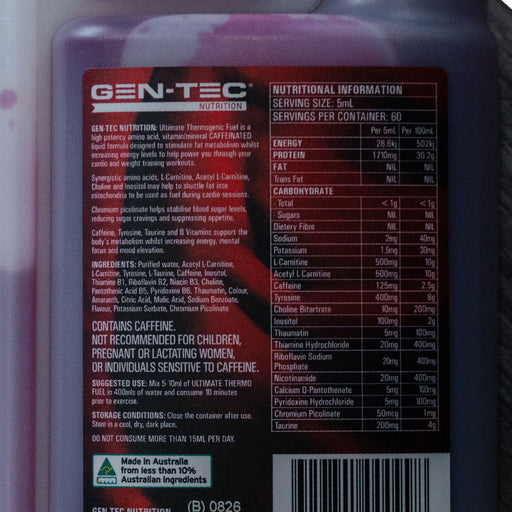 GEN-TEC
NUTRITION
GEN-TEC NUTRITION: Ultimate Thermogenic Fuel is a
high potency amino acid, vitamin/mineral CAFFEINATED
liquid formula designed to stimulate fat metabolism whilst
increasing energy levels to help power you through your
cardio and weight training workouts.
Synergistic amino acids, L-Carnitine, Acetyl L-Carnitine,
Choline and Inositol may help to shuttle fat into
mitochondria to be used as fuel during cardio sessions.
Chromium picolinate helps stabilise blood sugar levels,
reducing sugar cravings and suppressing appetite.
Caffeine, Tyrosine, Taurine and B Vitamins support the
body's metabolism whilst increasing energy, mental
focus and mood elevation.
INGREDIENTS: Purified water, Acetyl L-Carnitine,
L-Carnitine, Tyrosine, L-Taurine, Caffeine, Inositol,
Thiamine B1, Riboflavin B2, Niacin B3, Choline,
Pantothenic Acid B5, Pyridoxine B6, Thaumatin, Colour,
Amaranth, Citric Acid, Malic Acid, Sodium Benzoate,
Flavour, Potassium Sorbate, Chromium Picolinate
CONTAINS CAFFEINE.
NOT RECOMMENDED FOR CHILDREN,
PREGNANT OR LACTATING WOMEN,
OR INDIVIDUALS SENSITIVE TO CAFFEINE.
SUGGESTED USE: Mix 5-10ml of ULTIMATE THERMO
FUEL in 400mls of water and consume 10 minutes
prior to exercise.
STORAGE CONDITIONS: Close the container after use.
Store in a cool, dry, dark place.
DO NOT CONSUME MORE THAN 15ML PER DAY.
Made in Australia
from less than 10%
Australian ingredients
GEN-TEC NUTRITION
(B) 0826
NUTRITIONAL INFORMATION
SERVING SIZE: 5mL
SERVINGS PER CONTAINER: 60
Per 5mL Per 100mL
ENERGY 28.6kj 502kj
PROTEIN 1710mg 30.2g
FAT NIL NIL
Trans Fat NIL NIL
CARBOHYDRATE
- Total <1g <1g
- Sugars NIL NIL
Dietery Fibre NIL NIL
Sodium 2mg 40mg
Potassium 1.5mg 30mg
L-Carnitine 500mg 10g
Acetyl L-Carnitine 500mg 10g
Caffeine 125mg 2.5g
Tyrosine 400mg 8g
Choline Bitartrate 10mg 200mg
Inositol 100mg 2g
Thaumatin 5mg 100mg
Thiamine Hydrochloride 20mg 400mg
Riboflavin Sodium
Phosphate 20mg 400mg
Nicotinamide 20mg 400mg
Calcium D-Pantothenate 5mg 100mg
Pyridoxine Hydrochloride 5mg 100mg
Chromium Picolinate 50mcg 1mg
Taurine 200mg 4g